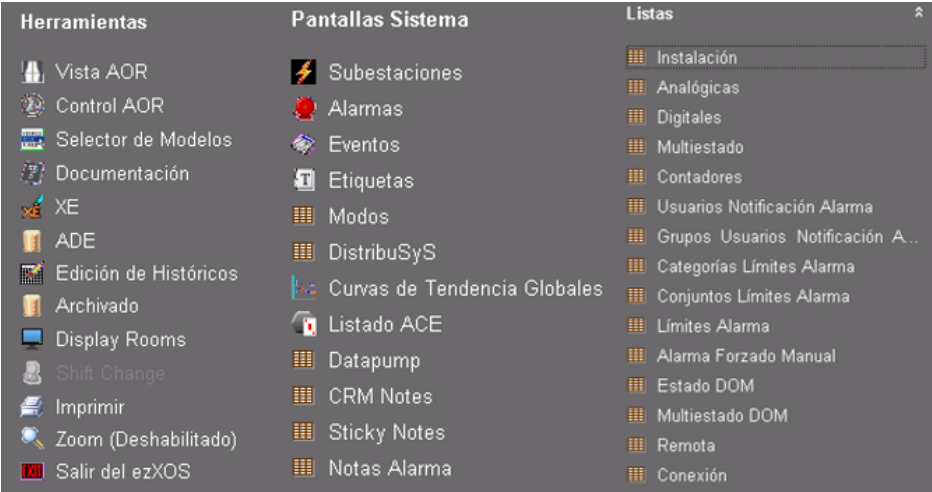 Herramientas
Vista AOR
Control AOR
Selector de Modelos
Documentación
XE
ADE
Edición de Históricos
Archivado
Display Rooms
Shift Change
Imprimir
Zoom (Deshabilitado)
Salir del ezXOS
Pantallas Sistema
Subestaciones
Alarmas
Eventos
Etiquetas
Modos
DistribuSyS
Curvas de Tendencia Globales
Listado ACE
Datapump
CRM Notes
Sticky Notes
Notas Alarma
Listas
Instalación
Analógicas
Digitales
Multiestado
Contadores
Usuarios Notificación Alarma
Grupos Usuarios Notificación A...
Categorías Límites Alarma
Conjuntos Límites Alarma
Límites Alarma
Alarma Forzado Manual
Estado DOM
Multiestado DOM
Remota
Conexión